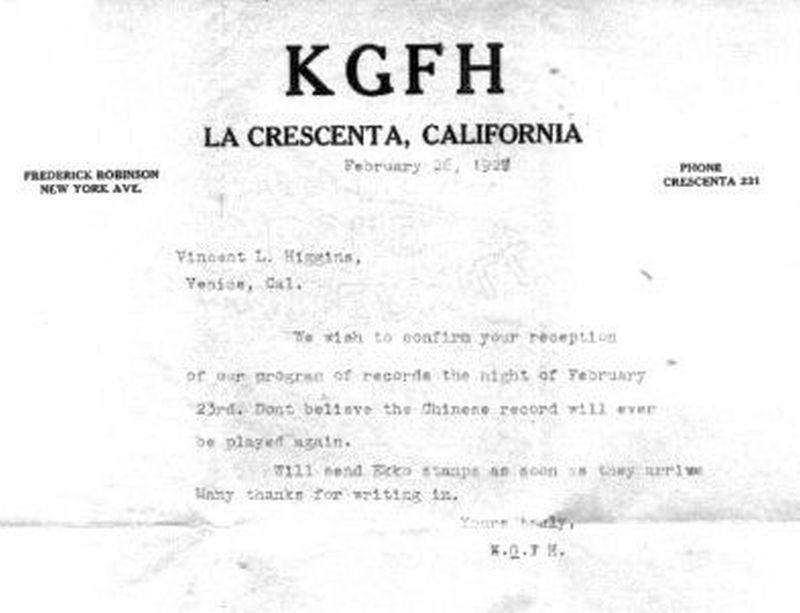 KGFH
LA CRESCENTA, CALIFORNIA
February 26, 1927
FREDERICK ROBINSON
NEW YORK AVE.
PHONE
CRESCENTA 231
Vincent L. Higgins,
Venice, Cal.
We wish to confirm your reception
of our program of records the night of February
23rd. Dont believe the Chinese record will ever
be played again.
Will send Ekko stamps as soon as they arrive
Many thanks for writing in.
Yours truly,
K.G.F H.